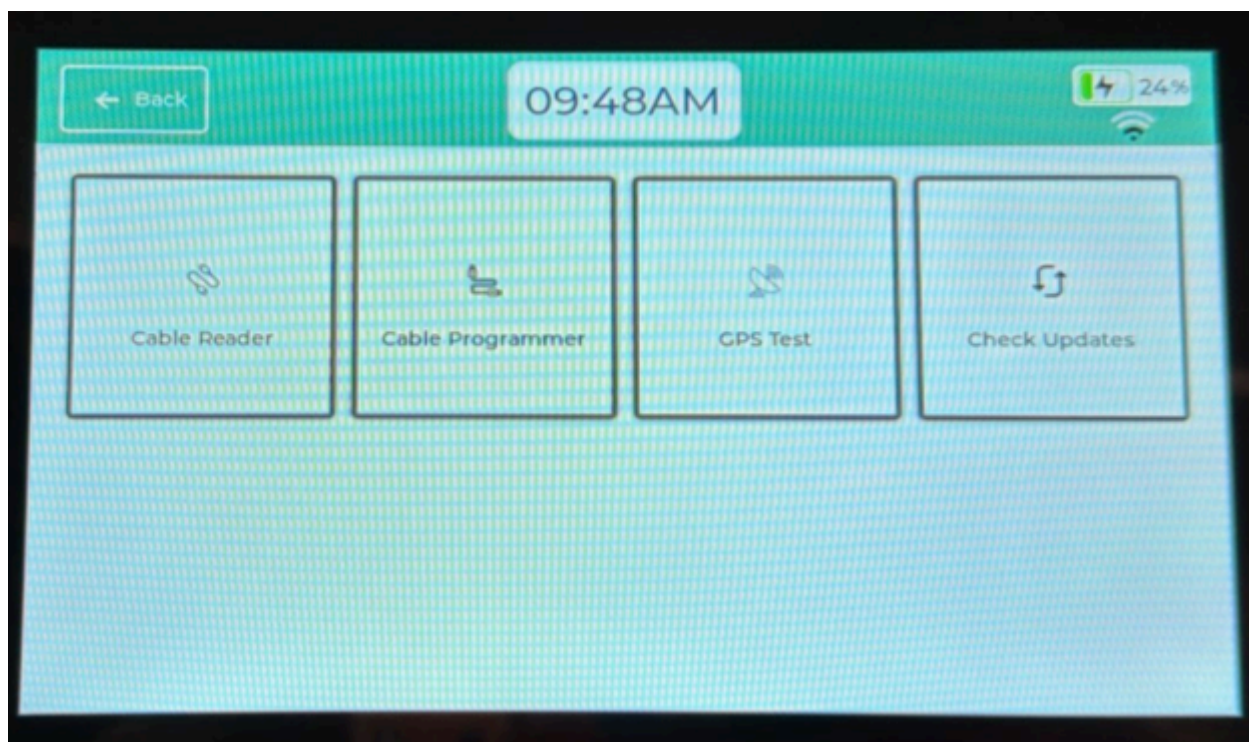 ← Back
09:48AM
24%
Cable Reader
Cable Programmer
GPS Test
Check Updates